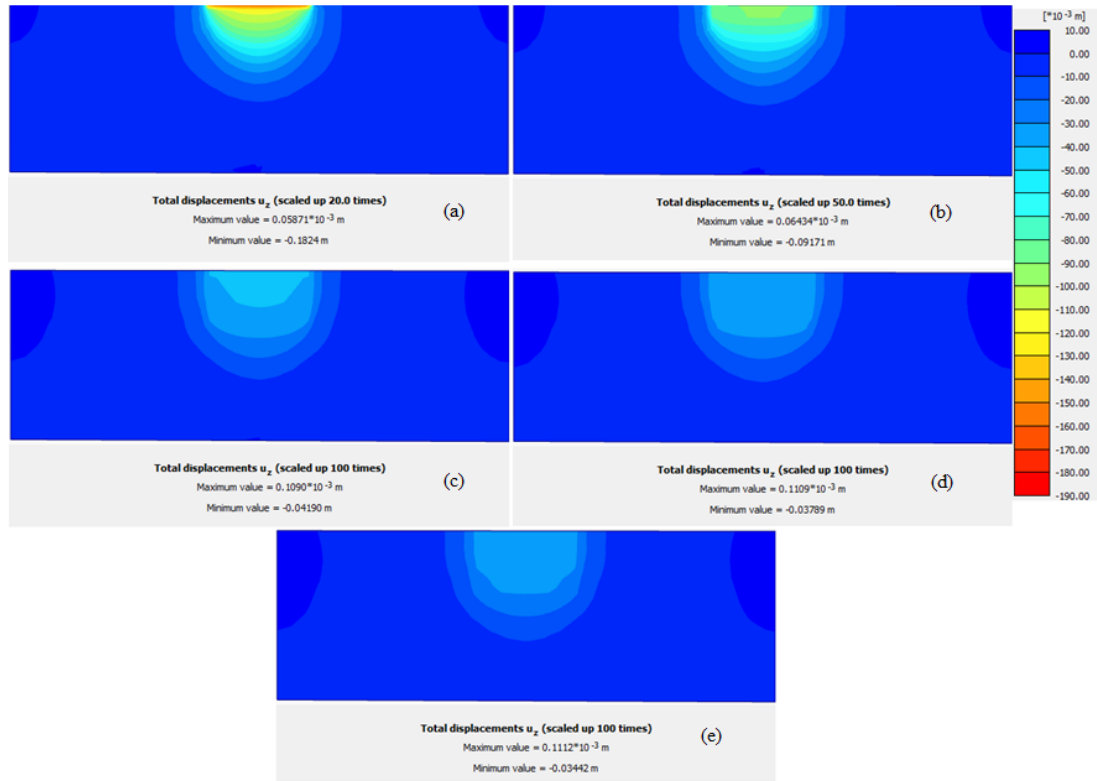 [*10⁻³ m]
10.00
0.00
-10.00
-20.00
-30.00
-40.00
-50.00
-60.00
-70.00
-80.00
-90.00
-100.00
-110.00
-120.00
-130.00
-140.00
-150.00
-160.00
-170.00
-180.00
-190.00
Total displacements u_z (scaled up 20.0 times)
Maximum value = 0.05871*10⁻³ m
Minimum value = -0.1824 m
(a)
Total displacements u_z (scaled up 50.0 times)
Maximum value = 0.06434*10⁻³ m
Minimum value = -0.09171 m
(b)
Total displacements u_z (scaled up 100 times)
Maximum value = 0.1090*10⁻³ m
Minimum value = -0.04190 m
(c)
Total displacements u_z (scaled up 100 times)
Maximum value = 0.1109*10⁻³ m
Minimum value = -0.03789 m
(d)
Total displacements u_z (scaled up 100 times)
Maximum value = 0.1112*10⁻³ m
Minimum value = -0.03442 m
(e)